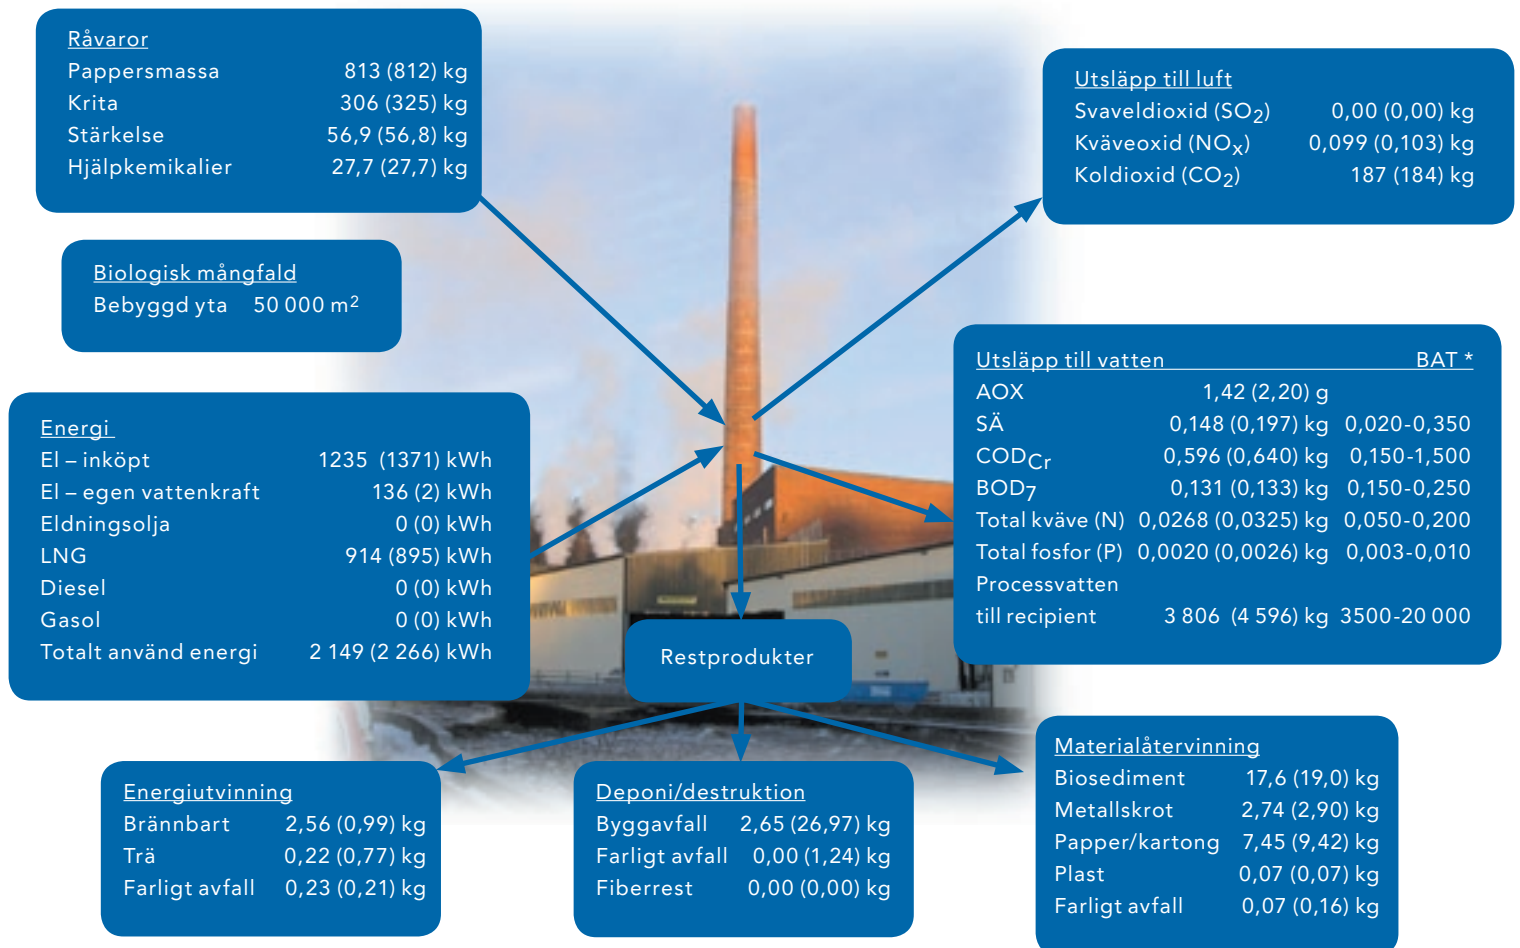 Råvaror
Pappersmassa 813 (812) kg
Krita 306 (325) kg
Stärkelse 56,9 (56,8) kg
Hjälpkemikalier 27,7 (27,7) kg
Biologisk mångfald
Bebyggd yta 50 000 m²
Energi
El – inköpt 1235 (1371) kWh
El – egen vattenkraft 136 (2) kWh
Eldningsolja 0 (0) kWh
LNG 914 (895) kWh
Diesel 0 (0) kWh
Gasol 0 (0) kWh
Totalt använd energi 2 149 (2 266) kWh
Utsläpp till luft
Svaveldioxid (SO₂) 0,00 (0,00) kg
Kväveoxid (NOₓ) 0,099 (0,103) kg
Koldioxid (CO₂) 187 (184) kg
Utsläpp till vatten BAT *
AOX 1,42 (2,20) g
SÄ 0,148 (0,197) kg 0,020-0,350
CODCr 0,596 (0,640) kg 0,150-1,500
BOD₇ 0,131 (0,133) kg 0,150-0,250
Total kväve (N) 0,0268 (0,0325) kg 0,050-0,200
Total fosfor (P) 0,0020 (0,0026) kg 0,003-0,010
Processvatten
till recipient 3 806 (4 596) kg 3500-20 000
Restprodukter
Energiutvinning
Brännbart 2,56 (0,99) kg
Trä 0,22 (0,77) kg
Farligt avfall 0,23 (0,21) kg
Deponi/destruktion
Byggavfall 2,65 (26,97) kg
Farligt avfall 0,00 (1,24) kg
Fiberrest 0,00 (0,00) kg
Materialåtervinning
Biosediment 17,6 (19,0) kg
Metallskrot 2,74 (2,90) kg
Papper/kartong 7,45 (9,42) kg
Plast 0,07 (0,07) kg
Farligt avfall 0,07 (0,16) kg